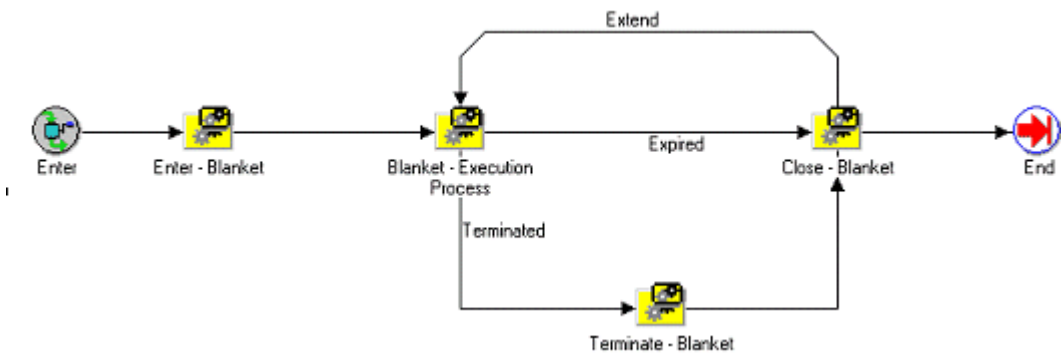 Extend
Expired
Enter
Enter - Blanket
Blanket - Execution
Process
Close - Blanket
End
Terminated
Terminate - Blanket